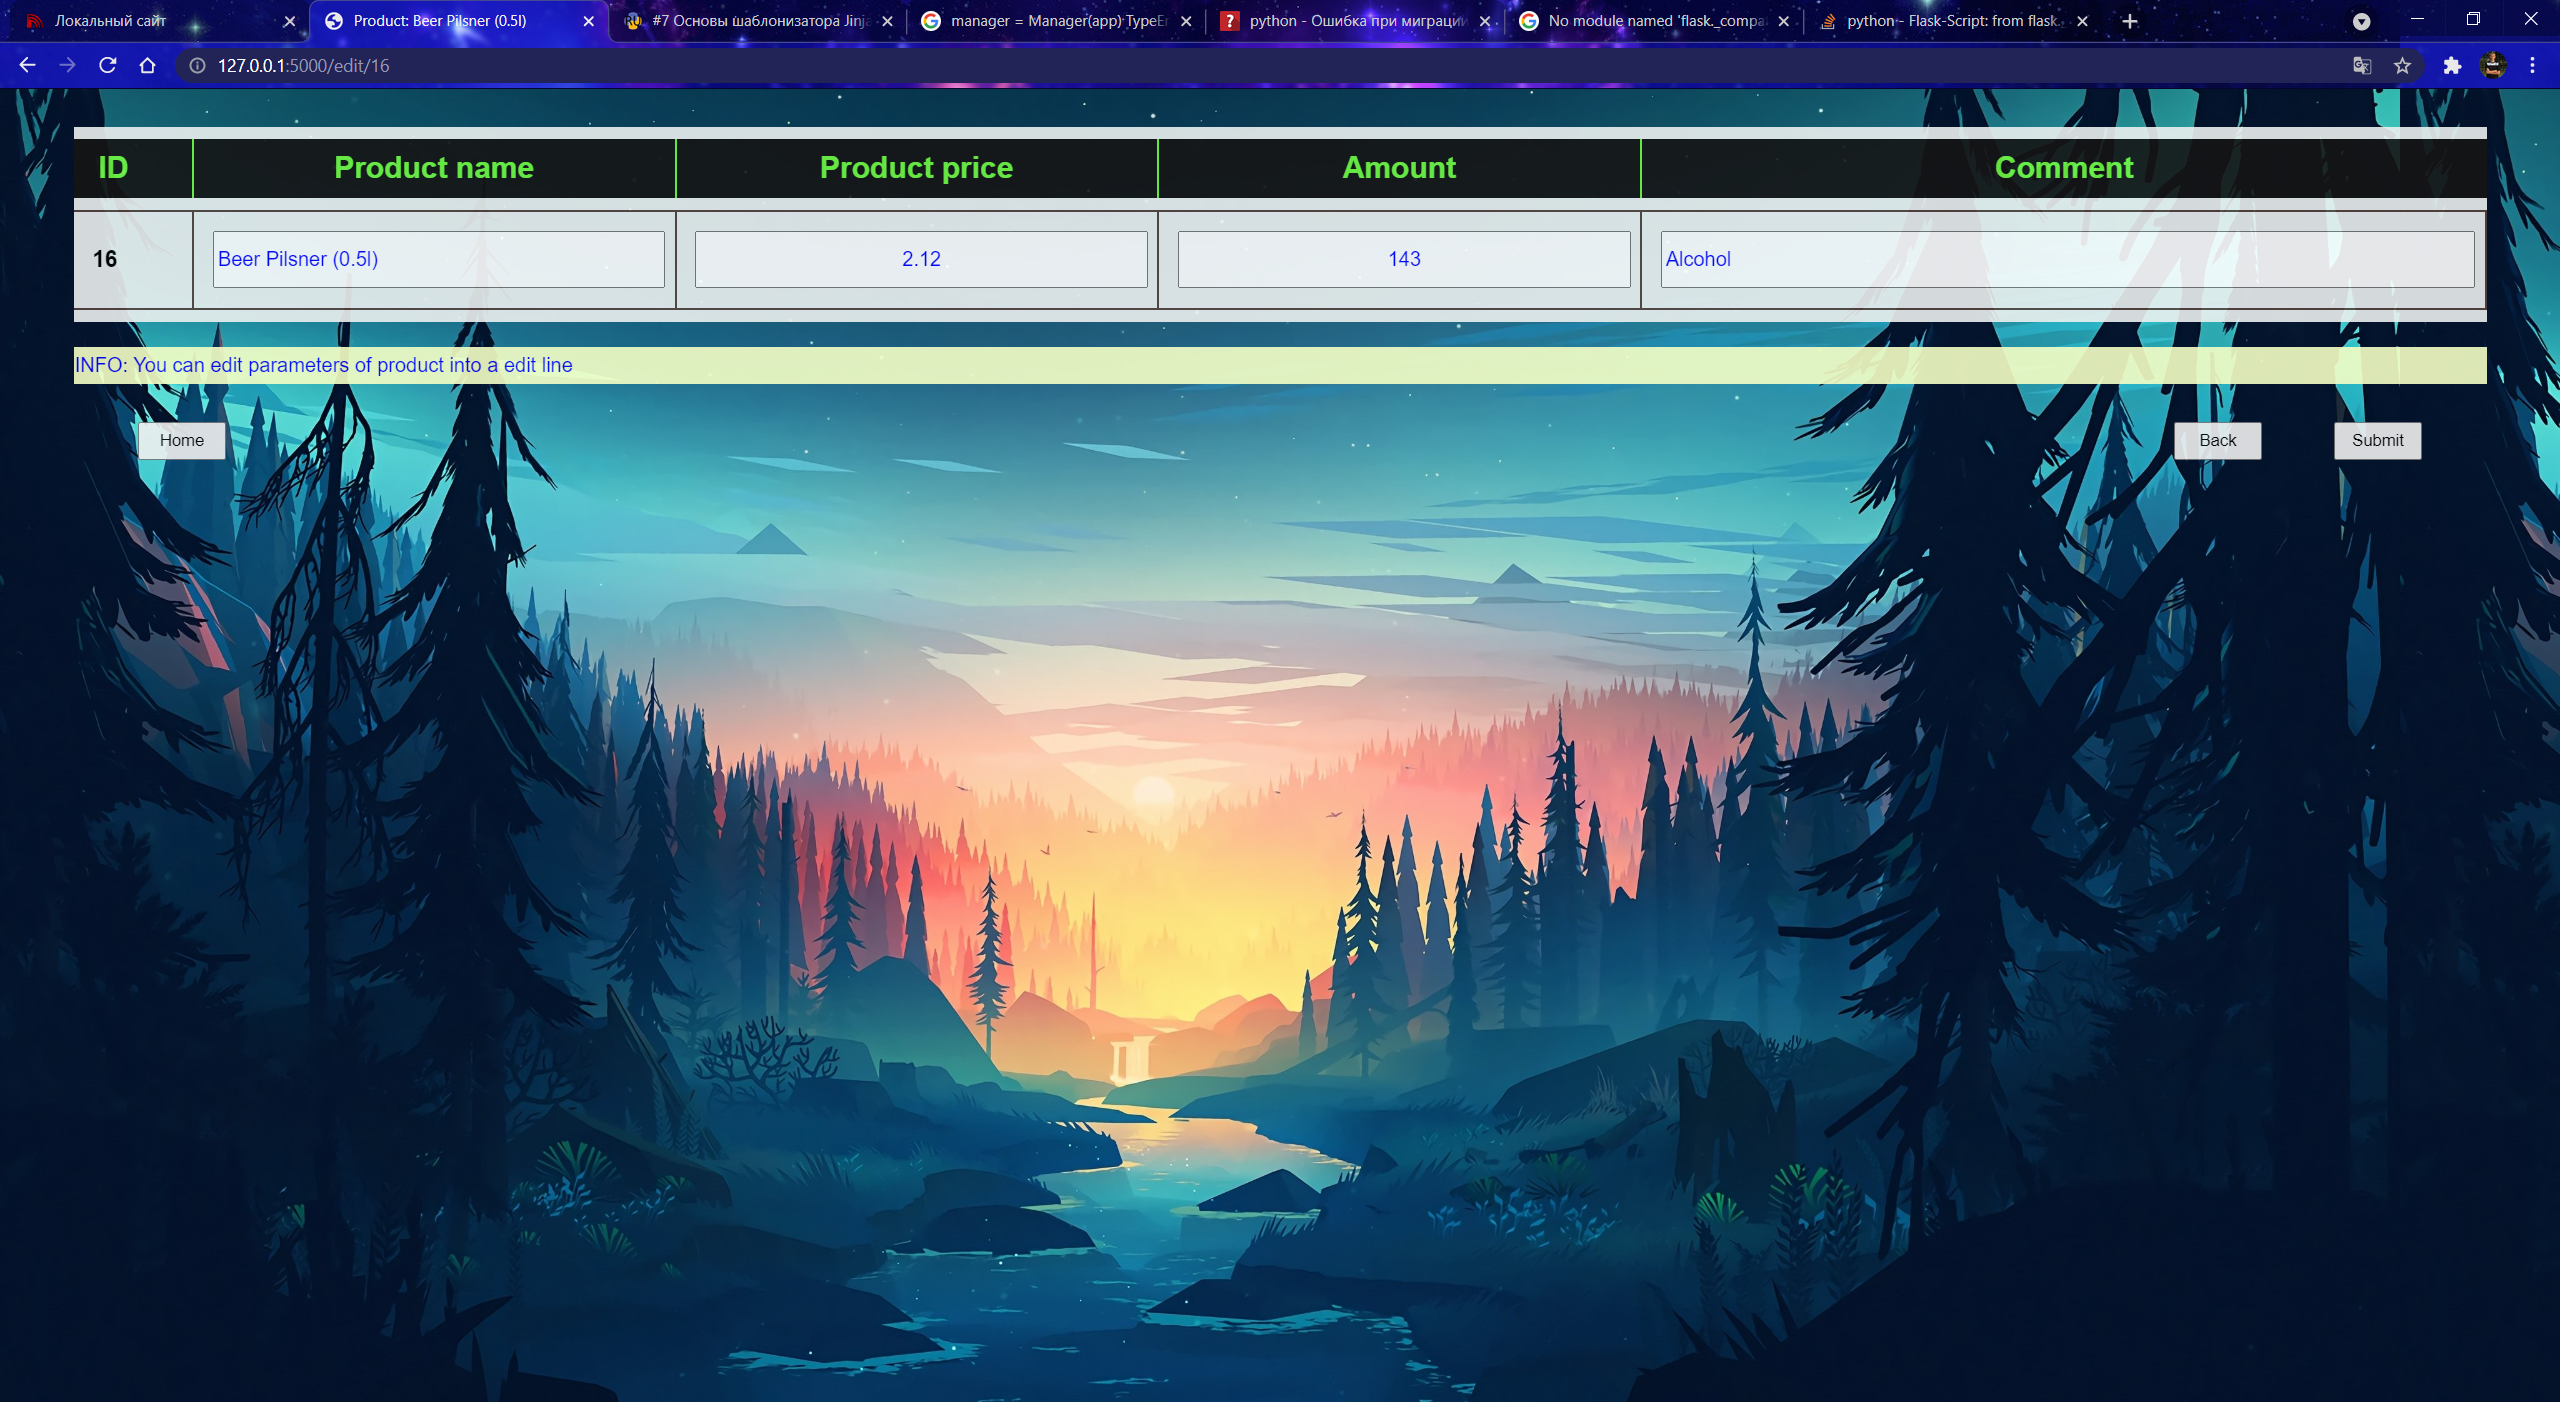 Локальный сайт
Product: Beer Pilsner (0.5l)
#7 Основы шаблонизатора Jinja
manager = Manager(app) TypeEr
python - Ошибка при миграции
No module named 'flask._compa
python - Flask-Script: from flask.
127.0.0.1:5000/edit/16
ID Product name Product price Amount Comment
16 Beer Pilsner (0.5l) 2.12 143 Alcohol
INFO: You can edit parameters of product into a edit line
Home Back Submit